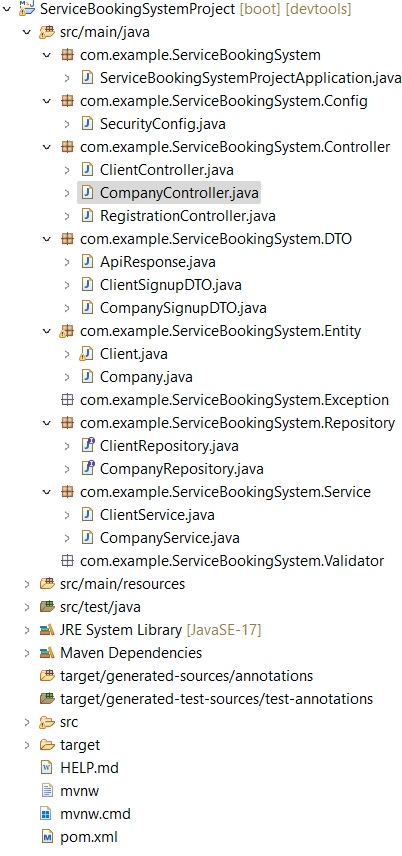 ServiceBookingSystemProject [boot] [devtools]
src/main/java
com.example.ServiceBookingSystem
ServiceBookingSystemProjectApplication.java
com.example.ServiceBookingSystem.Config
SecurityConfig.java
com.example.ServiceBookingSystem.Controller
ClientController.java
CompanyController.java
RegistrationController.java
com.example.ServiceBookingSystem.DTO
ApiResponse.java
ClientSignupDTO.java
CompanySignupDTO.java
com.example.ServiceBookingSystem.Entity
Client.java
Company.java
com.example.ServiceBookingSystem.Exception
com.example.ServiceBookingSystem.Repository
ClientRepository.java
CompanyRepository.java
com.example.ServiceBookingSystem.Service
ClientService.java
CompanyService.java
com.example.ServiceBookingSystem.Validator
src/main/resources
src/test/java
JRE System Library [JavaSE-17]
Maven Dependencies
target/generated-sources/annotations
target/generated-test-sources/test-annotations
src
target
HELP.md
mvnw
mvnw.cmd
pom.xml